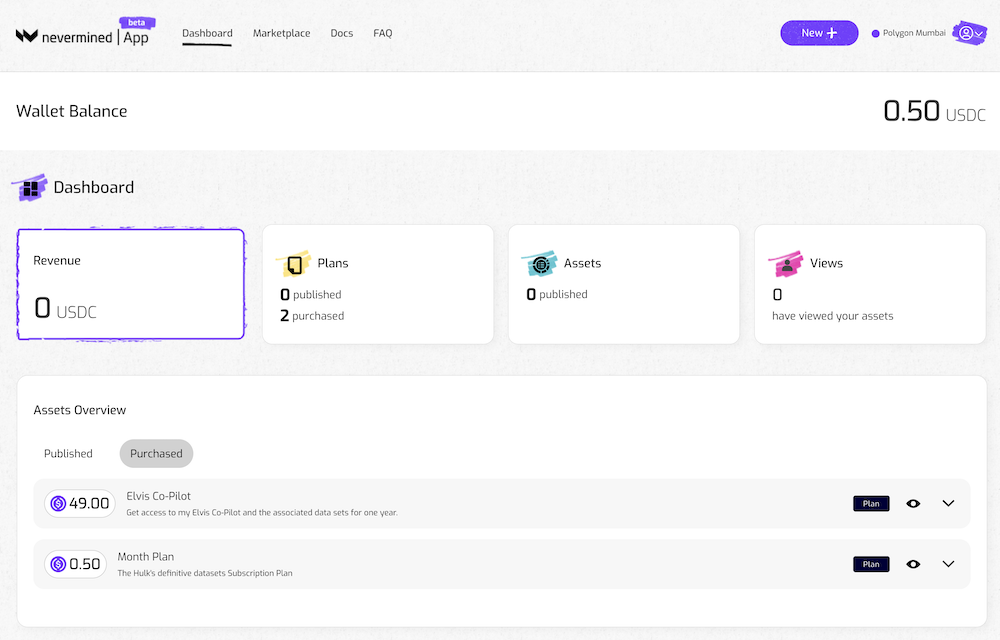 beta
nevermined | App
Dashboard
Marketplace
Docs
FAQ
New +
Polygon Mumbai
Wallet Balance
0.50 USDC
Dashboard
Revenue
0 USDC
Plans
0 published
2 purchased
Assets
0 published
Views
0
have viewed your assets
Assets Overview
Published
Purchased
49.00
Elvis Co-Pilot
Get access to my Elvis Co-Pilot and the associated data sets for one year.
Plan
0.50
Month Plan
The Hulk's definitive datasets Subscription Plan
Plan